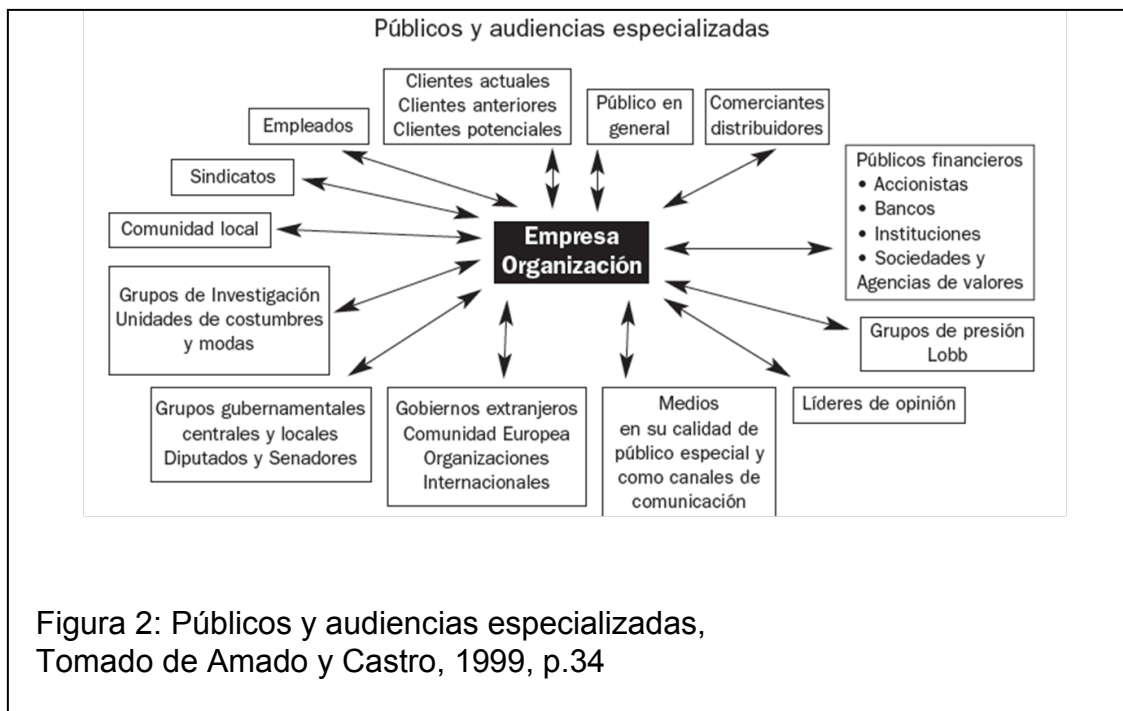 Públicos y audiencias especializadas
Clientes actuales
Clientes anteriores
Clientes potenciales
Público en
general
Comerciantes
distribuidores
Empleados
Sindicatos
Comunidad local
Empresa
Organización
Públicos financieros
• Accionistas
• Bancos
• Instituciones
• Sociedades y
Agencias de valores
Grupos de Investigación
Unidades de costumbres
y modas
Grupos de presión
Lobb
Grupos gubernamentales
centrales y locales
Diputados y Senadores
Gobiernos extranjeros
Comunidad Europea
Organizaciones
Internacionales
Medios
en su calidad de
público especial y
como canales de
comunicación
Líderes de opinión
Figura 2: Públicos y audiencias especializadas,
Tomado de Amado y Castro, 1999, p.34